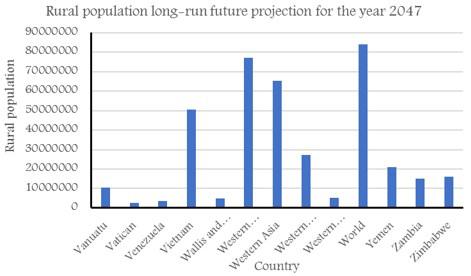 Rural population long-run future projection for the year 2047
Rural population
90000000
80000000
70000000
60000000
50000000
40000000
30000000
20000000
10000000
0
Vanuatu
Vatican
Venezuela
Vietnam
Wallis and...
Western...
Western Asia
Western...
Western...
World
Yemen
Zambia
Zimbabwe
Country